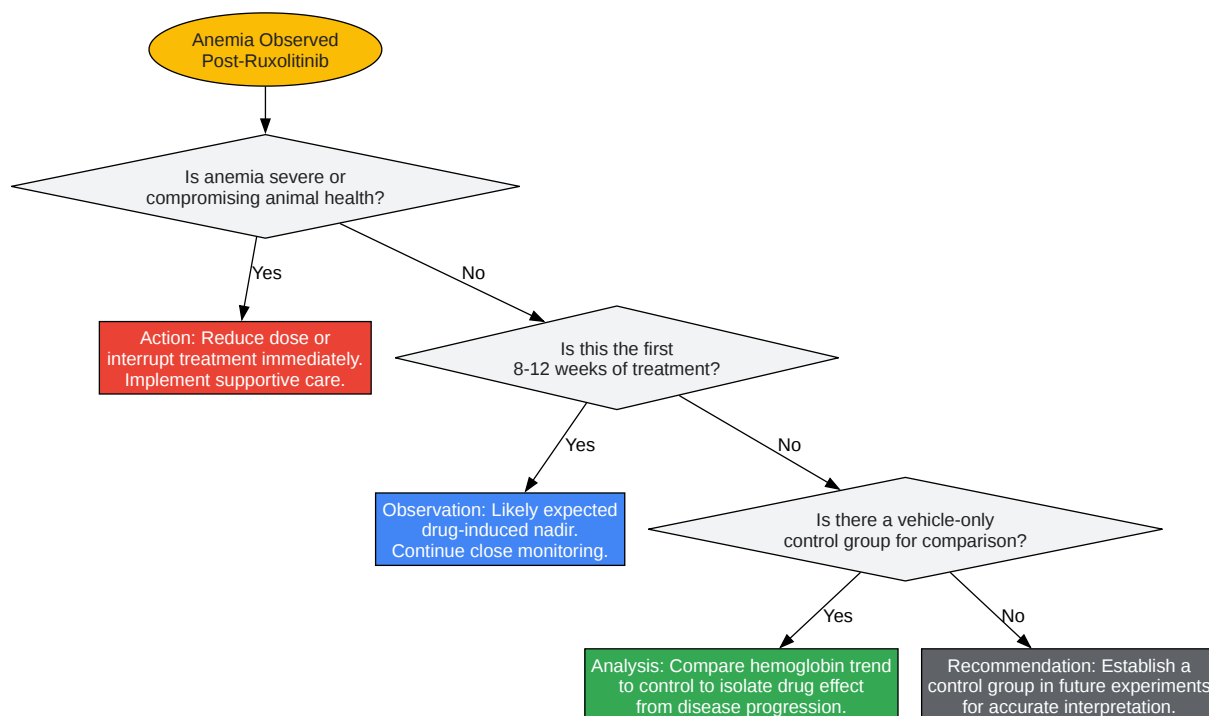 Anemia Observed
Post-Ruxolitinib
Is anemia severe or
compromising animal health?
Yes
No
Action: Reduce dose or
interrupt treatment immediately.
Implement supportive care.
Is this the first
8-12 weeks of treatment?
Yes
No
Observation: Likely expected
drug-induced nadir.
Continue close monitoring.
Is there a vehicle-only
control group for comparison?
Yes
No
Analysis: Compare hemoglobin trend
to control to isolate drug effect
from disease progression.
Recommendation: Establish a
control group in future experiments
for accurate interpretation.